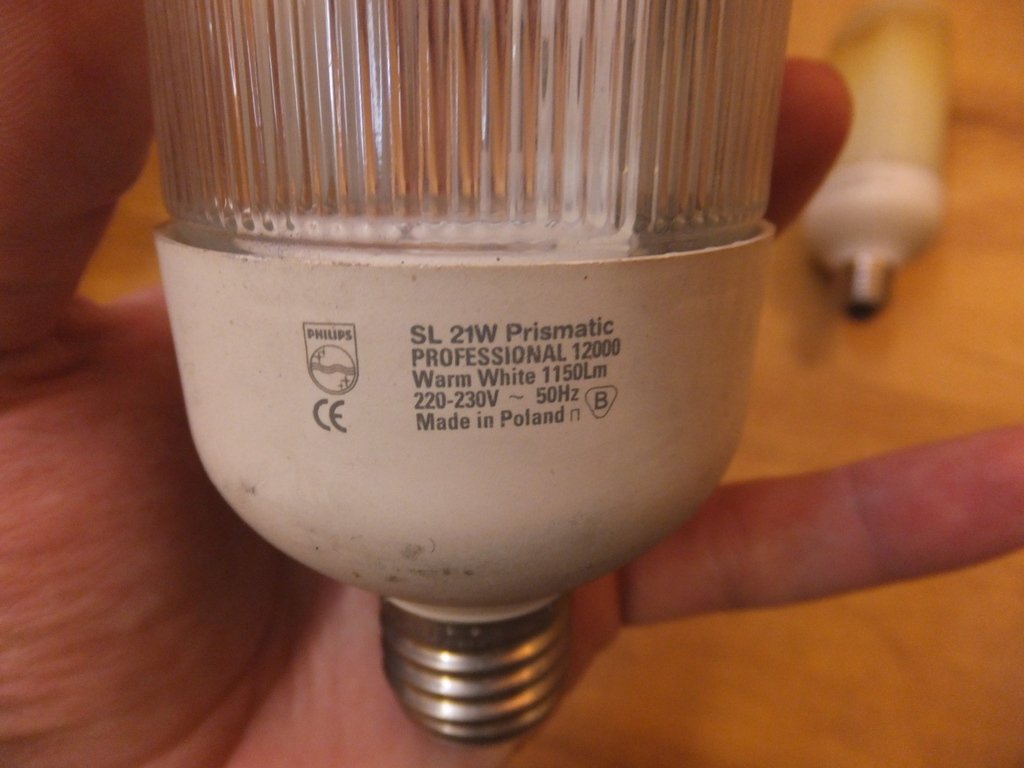 PHILIPS
CE
SL 21W Prismatic
PROFESSIONAL 12000
Warm White 1150Lm
220-230V ~ 50Hz
B
Made in Poland